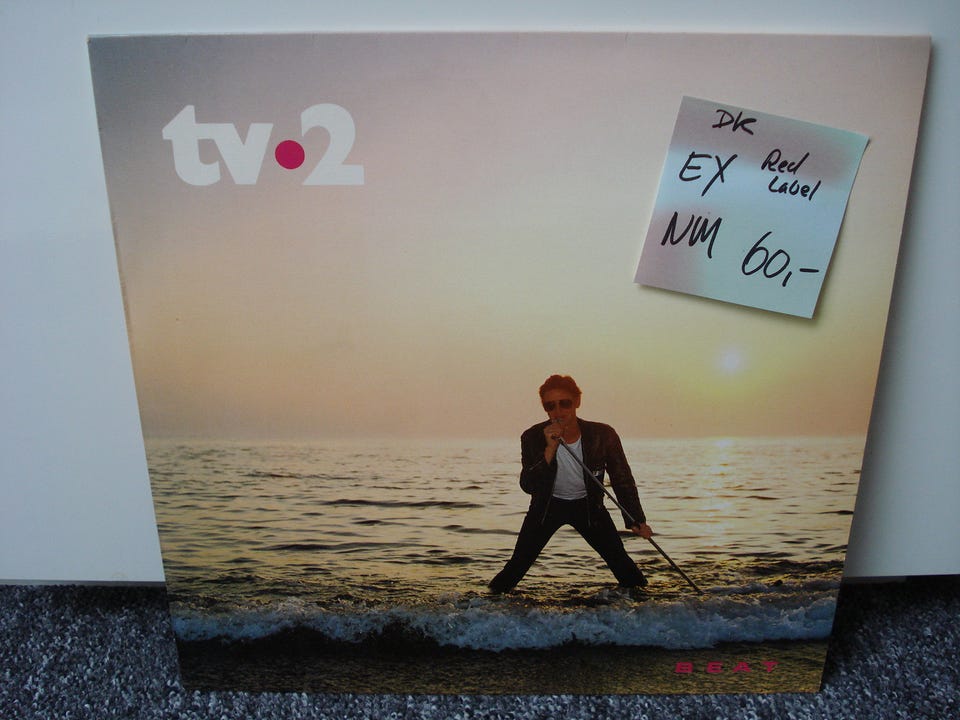 tv•2
DK
EX Red
Label
NM 60,-
BEAT